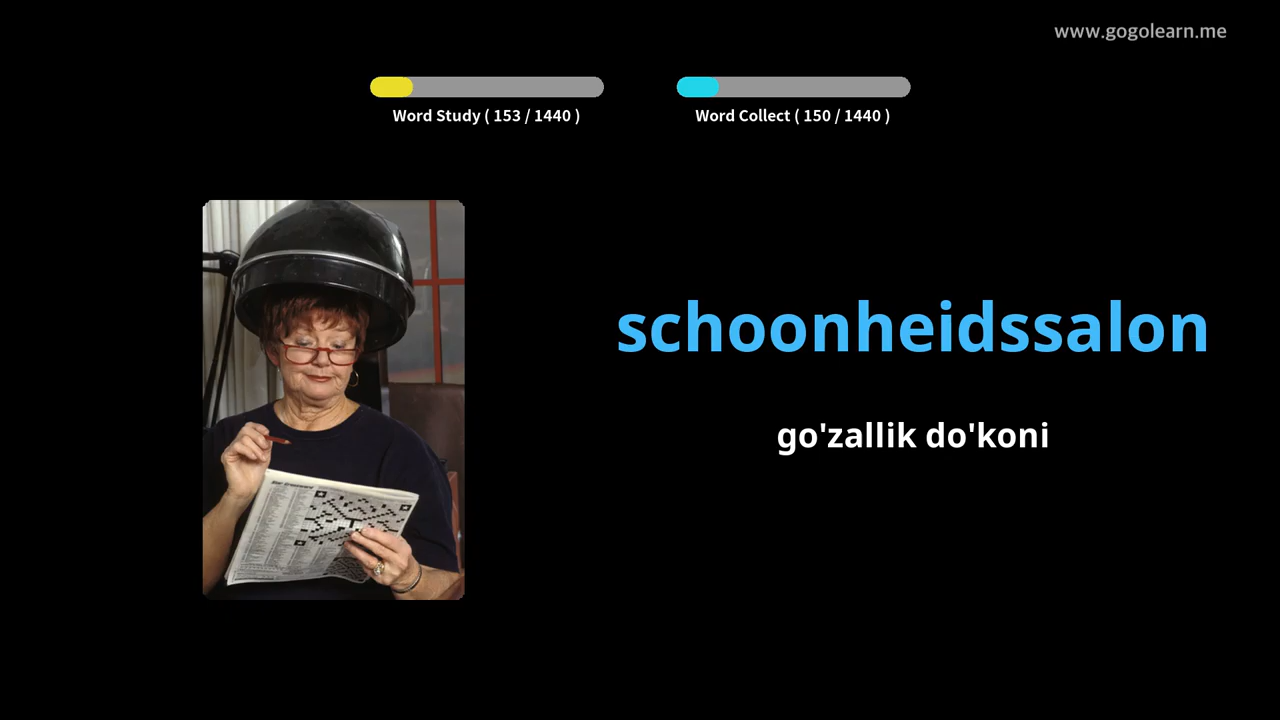 www.gogolearn.me
Word Study ( 153 / 1440 )
Word Collect ( 150 / 1440 )
schoonheidssalon
go'zallik do'koni